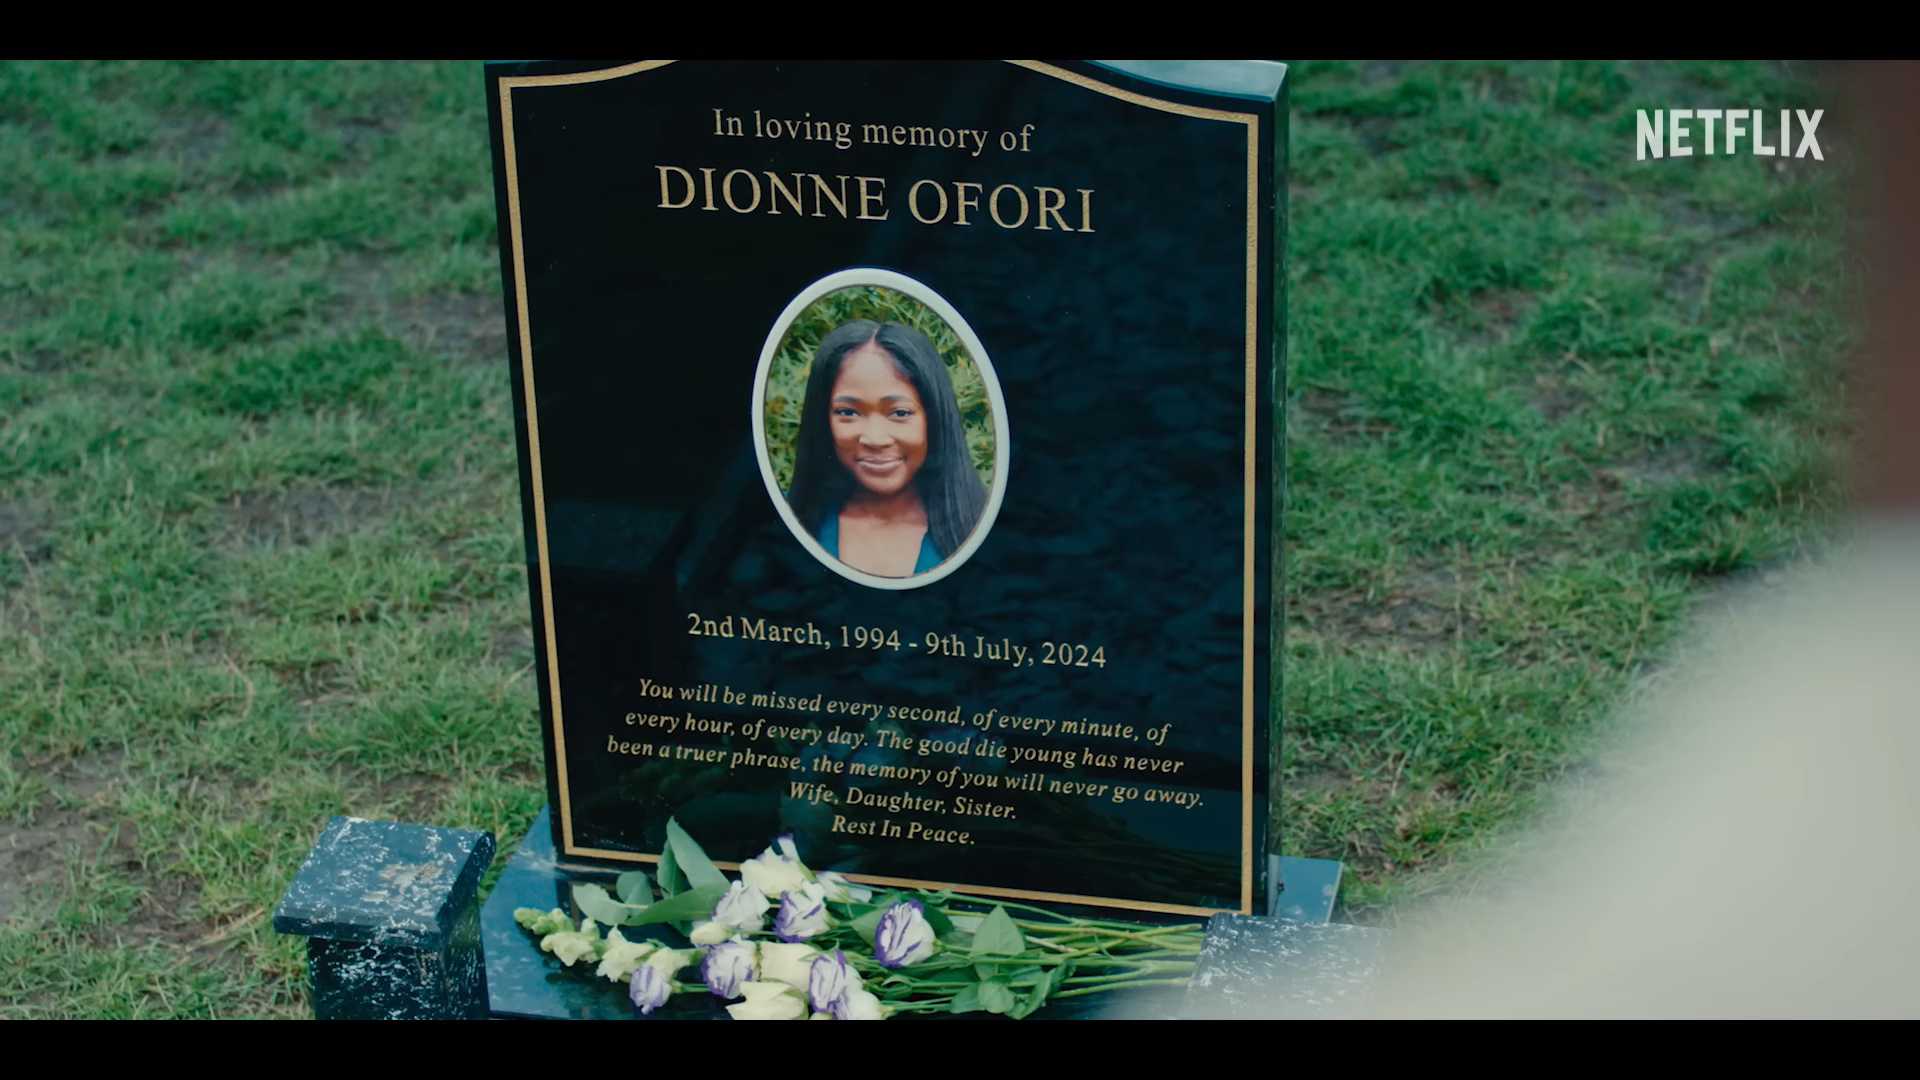 NETFLIX
In loving memory of
DIONNE OFORI
2nd March, 1994 - 9th July, 2024
You will be missed every second, of every minute, of
every hour, of every day. The good die young has never
been a truer phrase, the memory of you will never go away.
Wife, Daughter, Sister.
Rest In Peace.